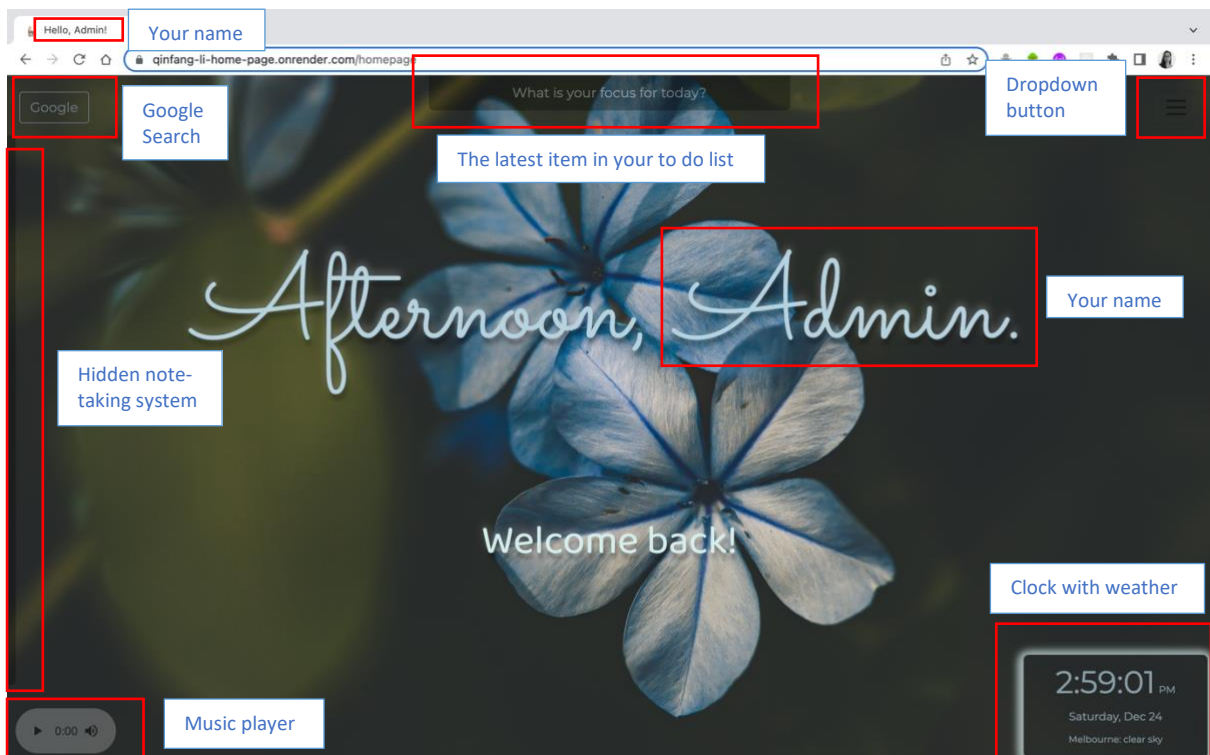 Hello, Admin!
Your name
qinfang-li-home-page.onrender.com/homepage
Google
Google
Search
What is your focus for today?
Dropdown
button
The latest item in your to do list
Afternoon, Admin.
Your name
Hidden note-
taking system
Welcome back!
Clock with weather
2:59:01 PM
Saturday, Dec 24
Melbourne: clear sky
Music player
0:00